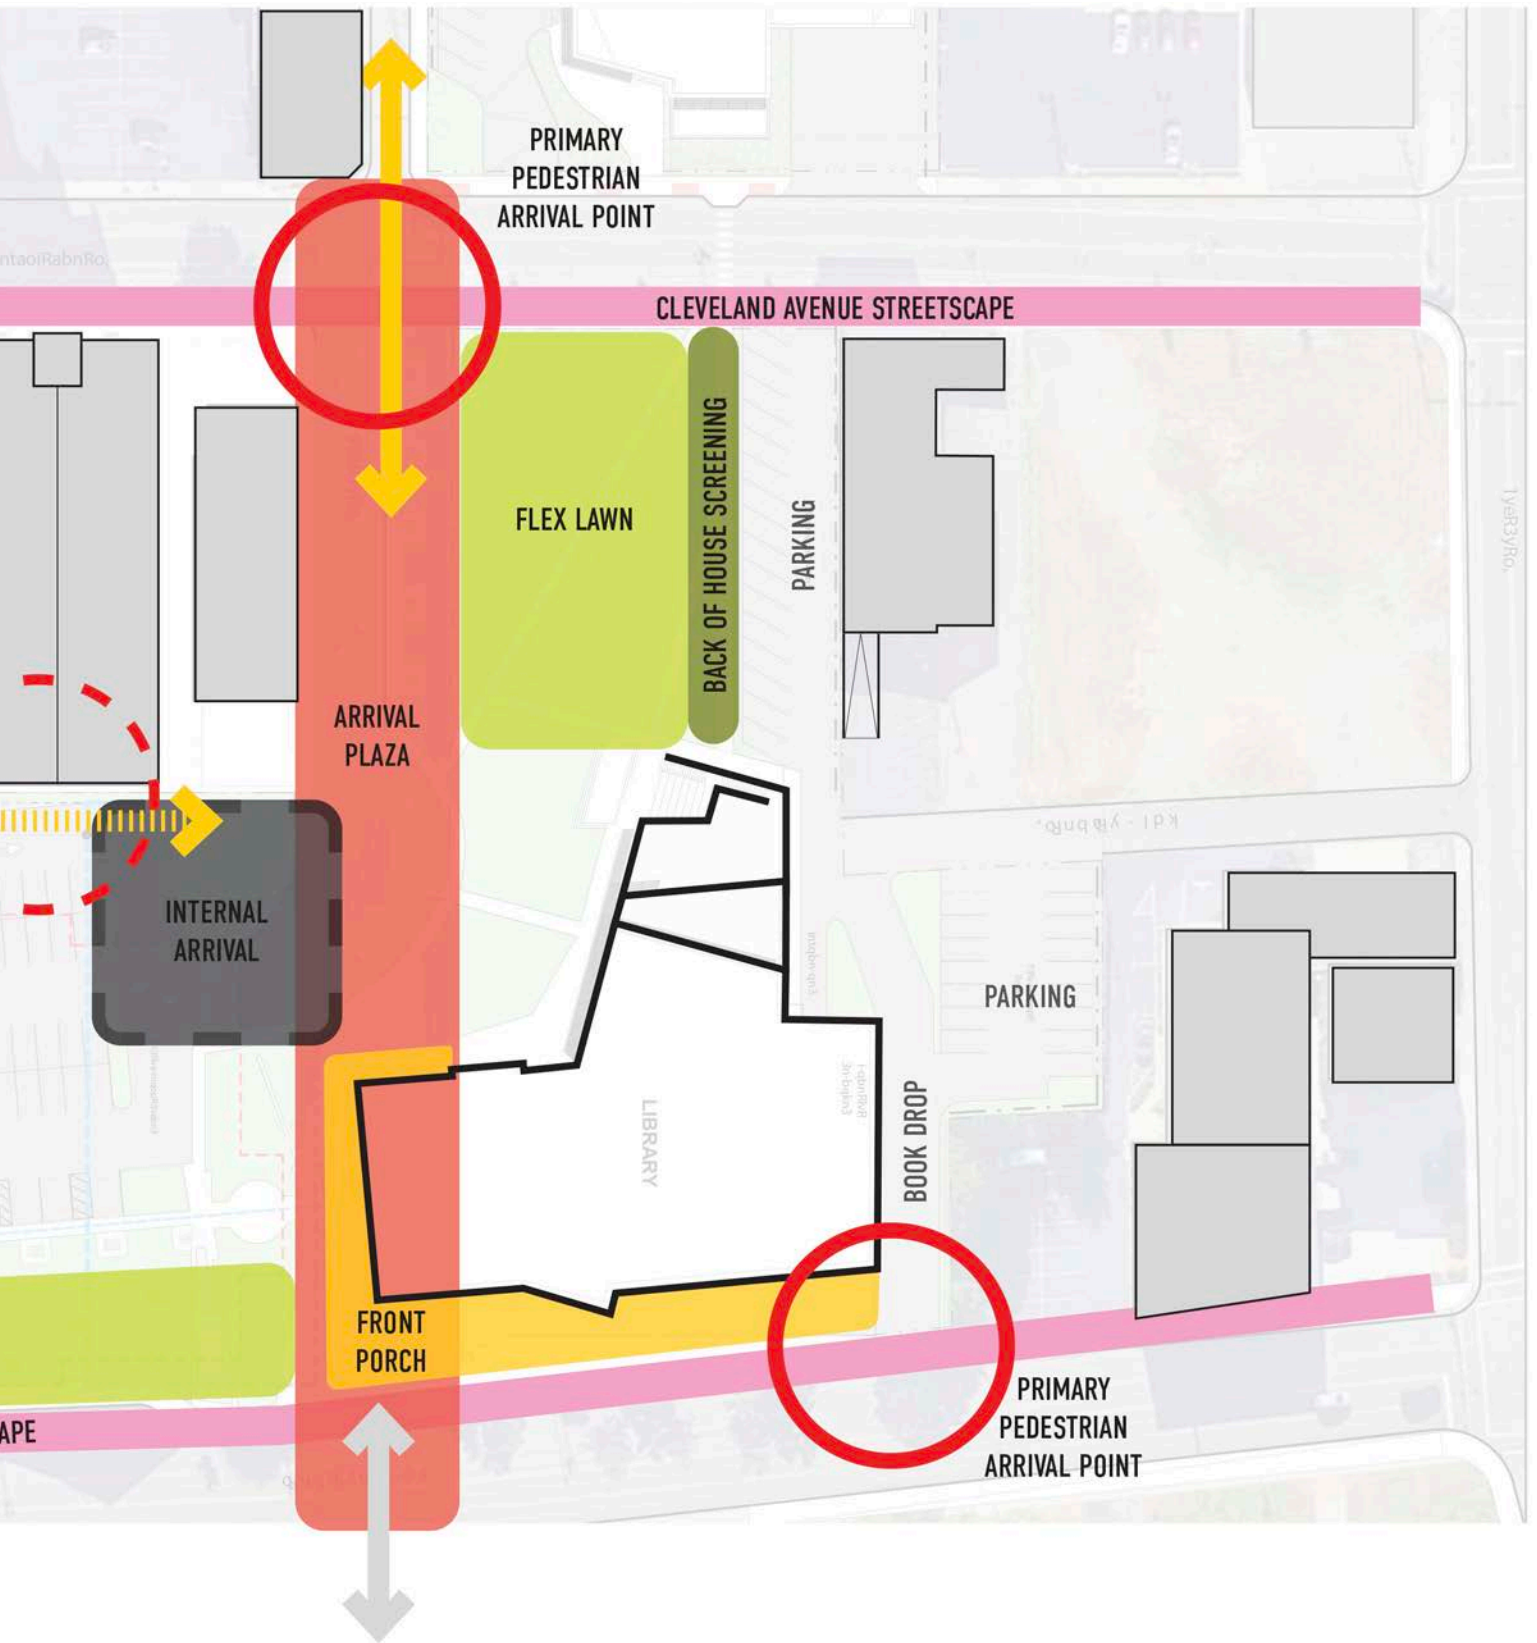 PRIMARY
PEDESTRIAN
ARRIVAL POINT
CLEVELAND AVENUE STREETSCAPE
FLEX LAWN
BACK OF HOUSE SCREENING
PARKING
ARRIVAL
PLAZA
INTERNAL
ARRIVAL
PARKING
LIBRARY
BOOK DROP
FRONT
PORCH
PRIMARY
PEDESTRIAN
ARRIVAL POINT
APE